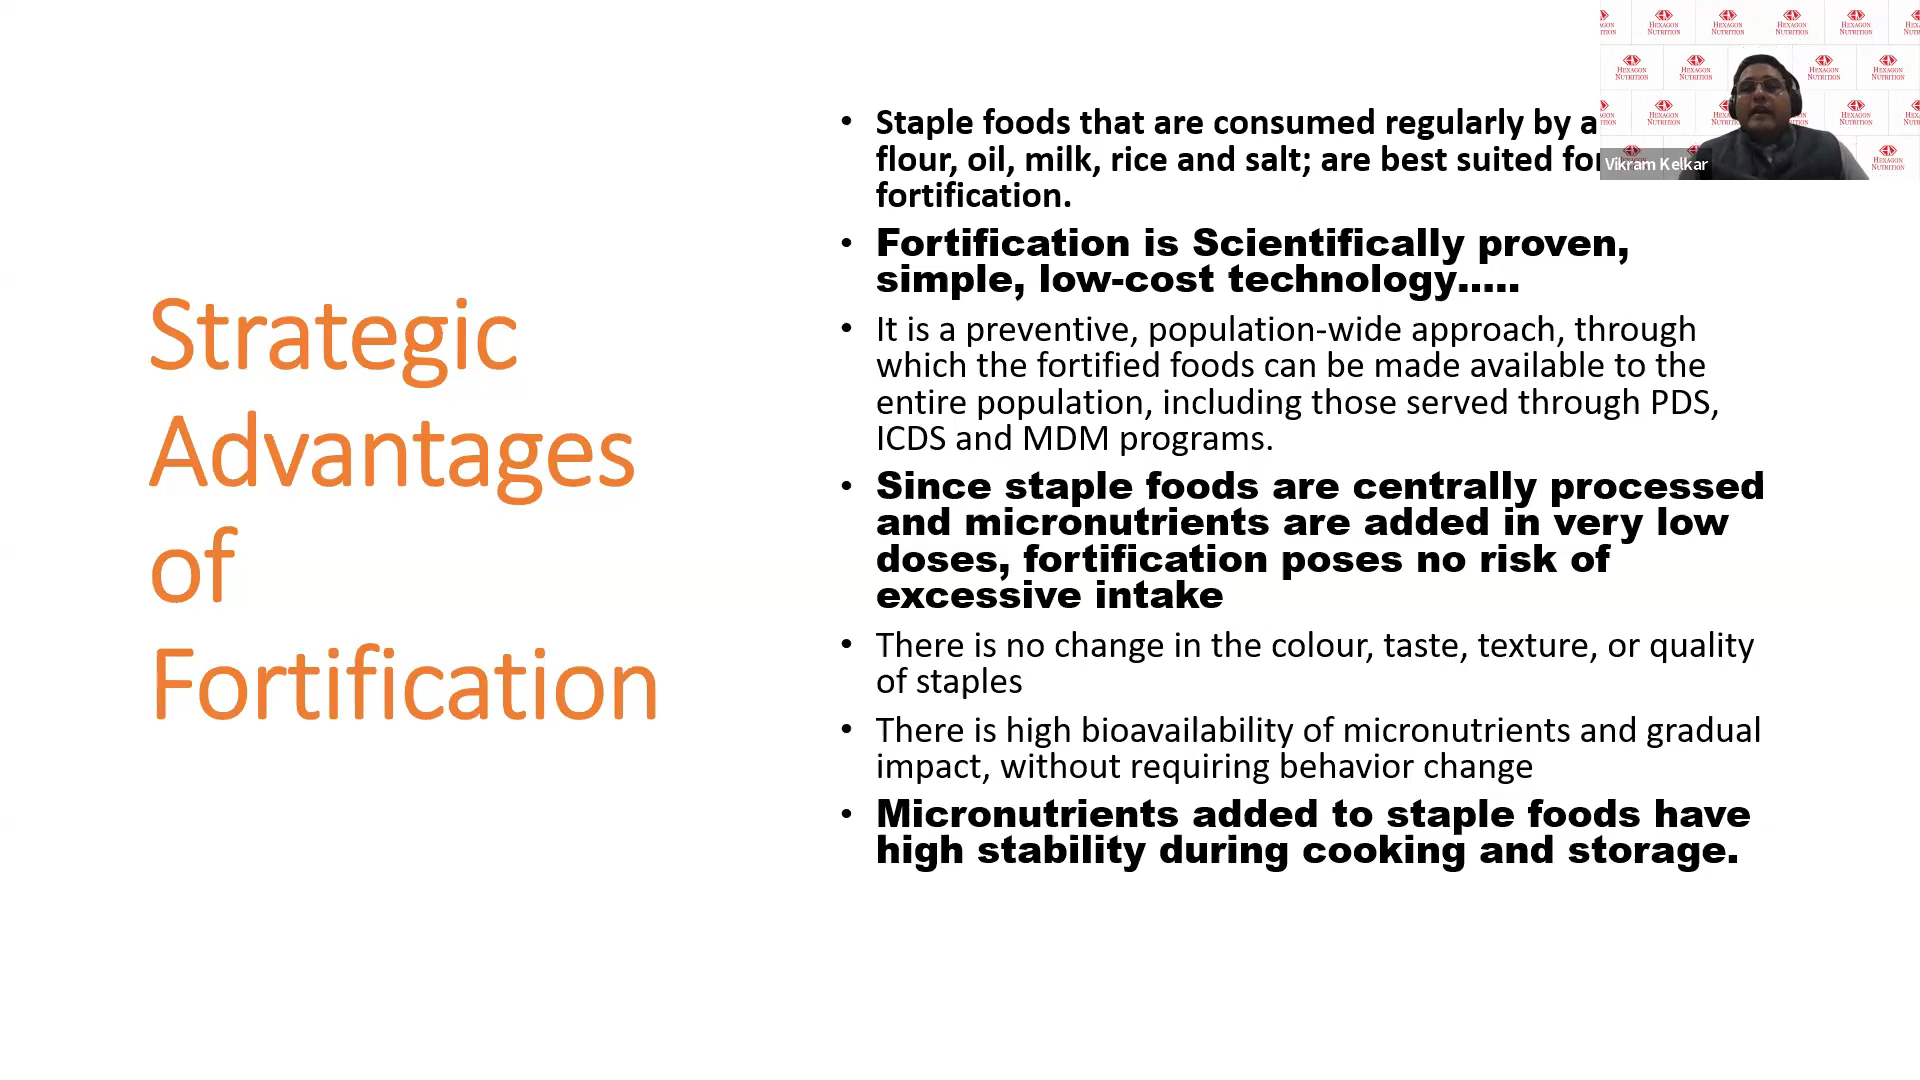 Strategic
Advantages
of
Fortification
• Staple foods that are consumed regularly by a
flour, oil, milk, rice and salt; are best suited for
fortification.
• Fortification is Scientifically proven,
simple, low-cost technology…..
• It is a preventive, population-wide approach, through
which the fortified foods can be made available to the
entire population, including those served through PDS,
ICDS and MDM programs.
• Since staple foods are centrally processed
and micronutrients are added in very low
doses, fortification poses no risk of
excessive intake
• There is no change in the colour, taste, texture, or quality
of staples
• There is high bioavailability of micronutrients and gradual
impact, without requiring behavior change
• Micronutrients added to staple foods have
high stability during cooking and storage.
HEXAGON
NUTRITION
Vikram Kelkar